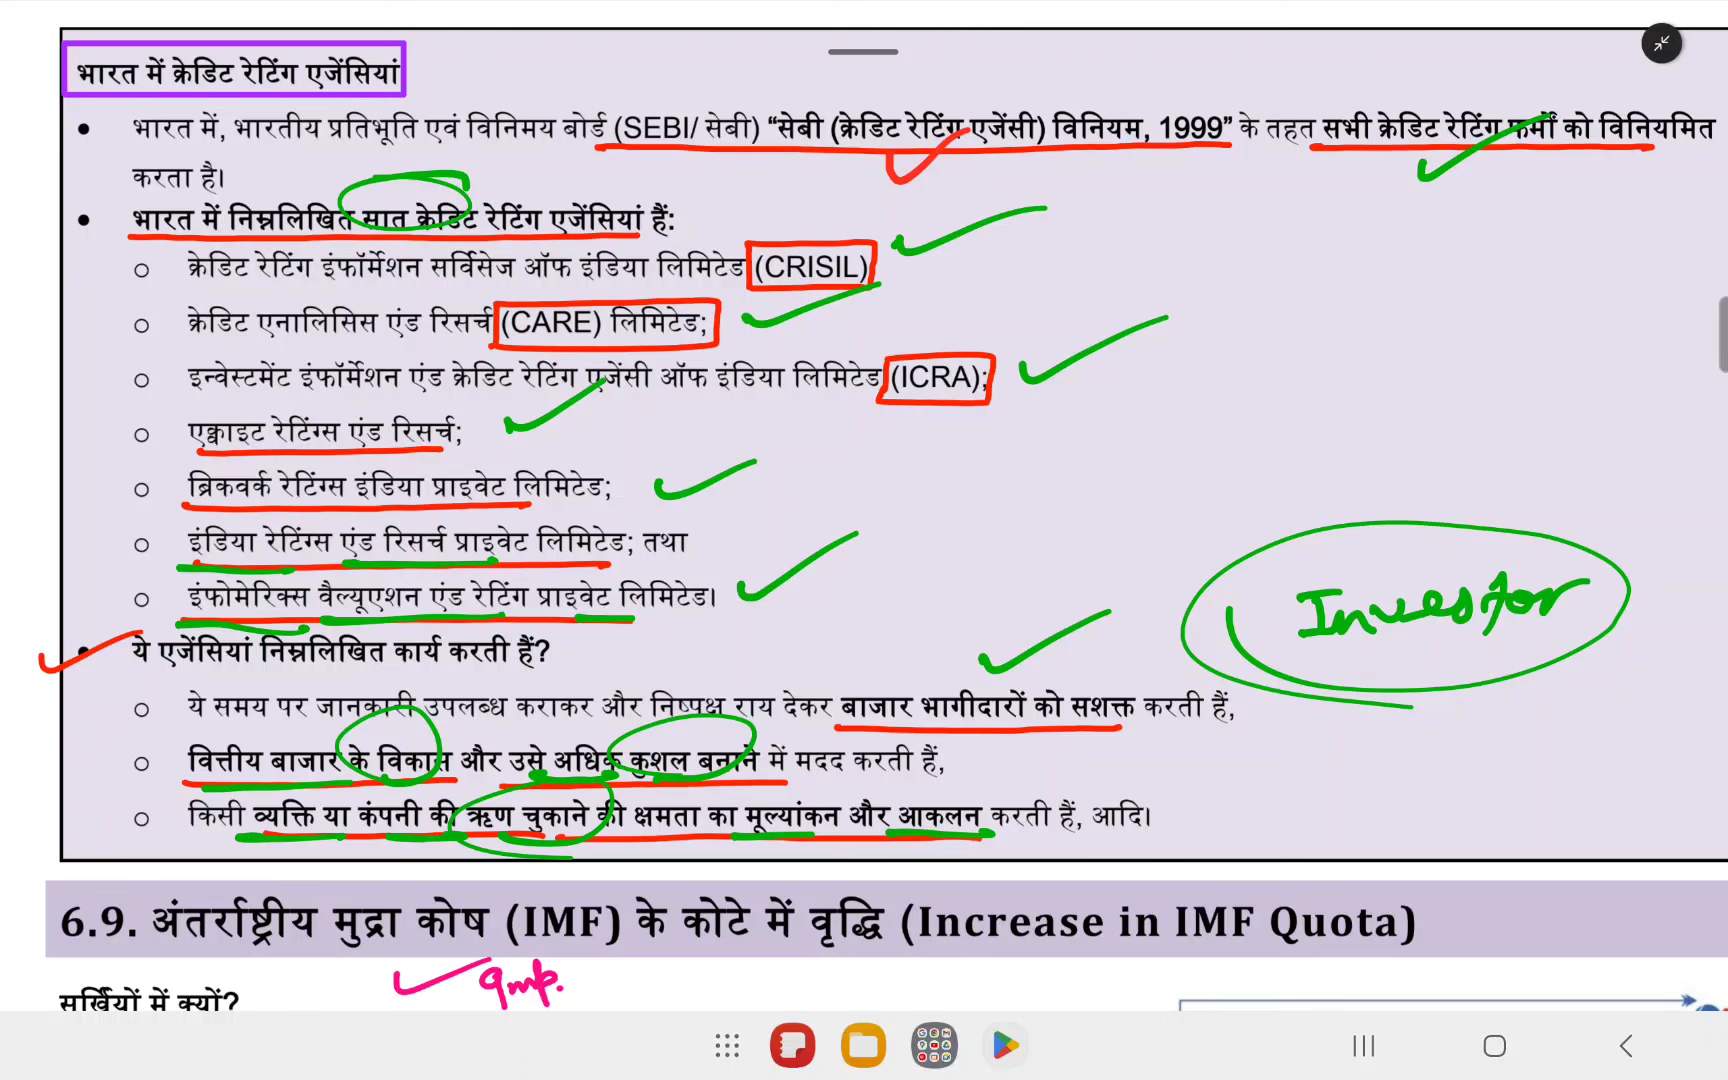 भारत में क्रेडिट रेटिंग एजेंसियां
● भारत में, भारतीय प्रतिभूति एवं विनिमय बोर्ड (SEBI/ सेबी) “सेबी (क्रेडिट रेटिंग एजेंसी) विनियम, 1999” के तहत सभी क्रेडिट रेटिंग फर्मों को विनियमित
करता है।
● भारत में निम्नलिखित सात क्रेडिट रेटिंग एजेंसियां हैं:
○ क्रेडिट रेटिंग इंफॉर्मेशन सर्विसेज ऑफ इंडिया लिमिटेड (CRISIL)
○ क्रेडिट एनालिसिस एंड रिसर्च (CARE) लिमिटेड;
○ इन्वेस्टमेंट इंफॉर्मेशन एंड क्रेडिट रेटिंग एजेंसी ऑफ इंडिया लिमिटेड (ICRA);
○ एक्वाइट रेटिंग्स एंड रिसर्च;
○ ब्रिकवर्क रेटिंग्स इंडिया प्राइवेट लिमिटेड;
○ इंडिया रेटिंग्स एंड रिसर्च प्राइवेट लिमिटेड; तथा
○ इंफोमेरिक्स वैल्यूएशन एंड रेटिंग प्राइवेट लिमिटेड।
Investor
● ये एजेंसियां निम्नलिखित कार्य करती हैं?
○ ये समय पर जानकारी उपलब्ध कराकर और निष्पक्ष राय देकर बाजार भागीदारों को सशक्त करती हैं,
○ वित्तीय बाजार के विकास और उसे अधिक कुशल बनाने में मदद करती हैं,
○ किसी व्यक्ति या कंपनी की ऋण चुकाने की क्षमता का मूल्यांकन और आकलन करती हैं, आदि।
6.9. अंतर्राष्ट्रीय मुद्रा कोष (IMF) के कोटे में वृद्धि (Increase in IMF Quota)
Imp.
सुर्ख़ियों में क्यों?